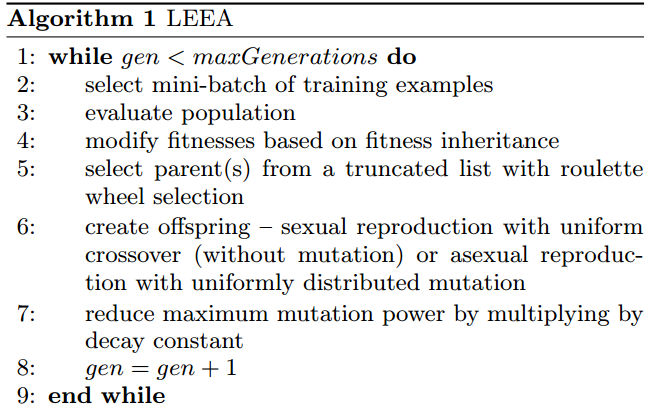 Algorithm 1 LEEA
1: while gen < maxGenerations do
2: select mini-batch of training examples
3: evaluate population
4: modify fitnesses based on fitness inheritance
5: select parent(s) from a truncated list with roulette
wheel selection
6: create offspring – sexual reproduction with uniform
crossover (without mutation) or asexual reproduc-
tion with uniformly distributed mutation
7: reduce maximum mutation power by multiplying by
decay constant
8: gen = gen + 1
9: end while